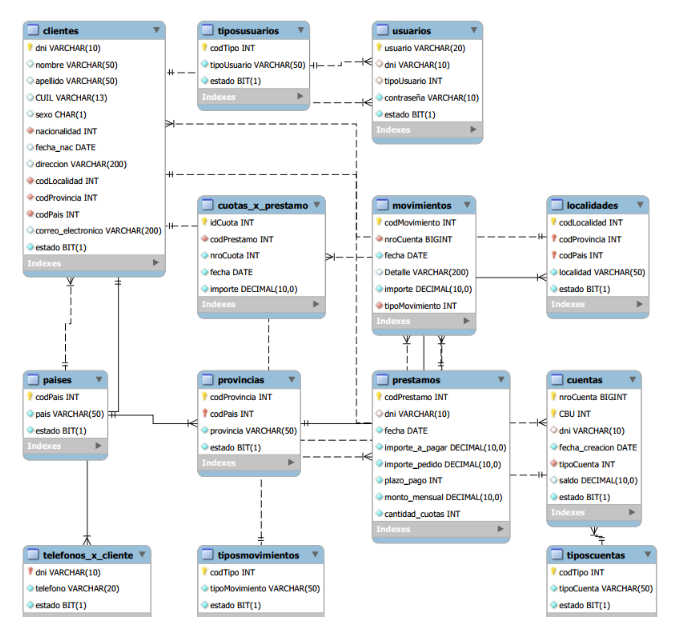 clientes
dni VARCHAR(10)
nombre VARCHAR(50)
apellido VARCHAR(50)
CUIL VARCHAR(13)
sexo CHAR(1)
nacionalidad INT
fecha_nac DATE
direccion VARCHAR(200)
codLocalidad INT
codProvincia INT
codPais INT
correo_electronico VARCHAR(200)
estado BIT(1)
Indexes
tiposusuarios
codTipo INT
tipoUsuario VARCHAR(50)
estado BIT(1)
Indexes
usuarios
usuario VARCHAR(20)
dni VARCHAR(10)
tipoUsuario INT
contraseña VARCHAR(10)
estado BIT(1)
Indexes
cuotas_x_prestamo
idCuota INT
codPrestamo INT
nroCuota INT
fecha DATE
importe DECIMAL(10,0)
Indexes
movimientos
codMovimiento INT
nroCuenta BIGINT
fecha DATE
Detalle VARCHAR(200)
importe DECIMAL(10,0)
tipoMovimiento INT
Indexes
localidades
codLocalidad INT
codProvincia INT
codPais INT
localidad VARCHAR(50)
estado BIT(1)
Indexes
paises
codPais INT
pais VARCHAR(50)
estado BIT(1)
Indexes
provincias
codProvincia INT
codPais INT
provincia VARCHAR(50)
estado BIT(1)
Indexes
prestamos
codPrestamo INT
dni VARCHAR(10)
fecha DATE
importe_a_pagar DECIMAL(10,0)
importe_pedido DECIMAL(10,0)
plazo_pago INT
monto_mensual DECIMAL(10,0)
cantidad_cuotas INT
Indexes
cuentas
nroCuenta BIGINT
CBU INT
dni VARCHAR(10)
fecha_creacion DATE
tipoCuenta INT
saldo DECIMAL(10,0)
estado BIT(1)
Indexes
telefonos_x_cliente
dni VARCHAR(10)
telefono VARCHAR(20)
estado BIT(1)
tiposmovimientos
codTipo INT
tipoMovimiento VARCHAR(50)
estado BIT(1)
tiposcuentas
codTipo INT
tipoCuenta VARCHAR(50)
estado BIT(1)